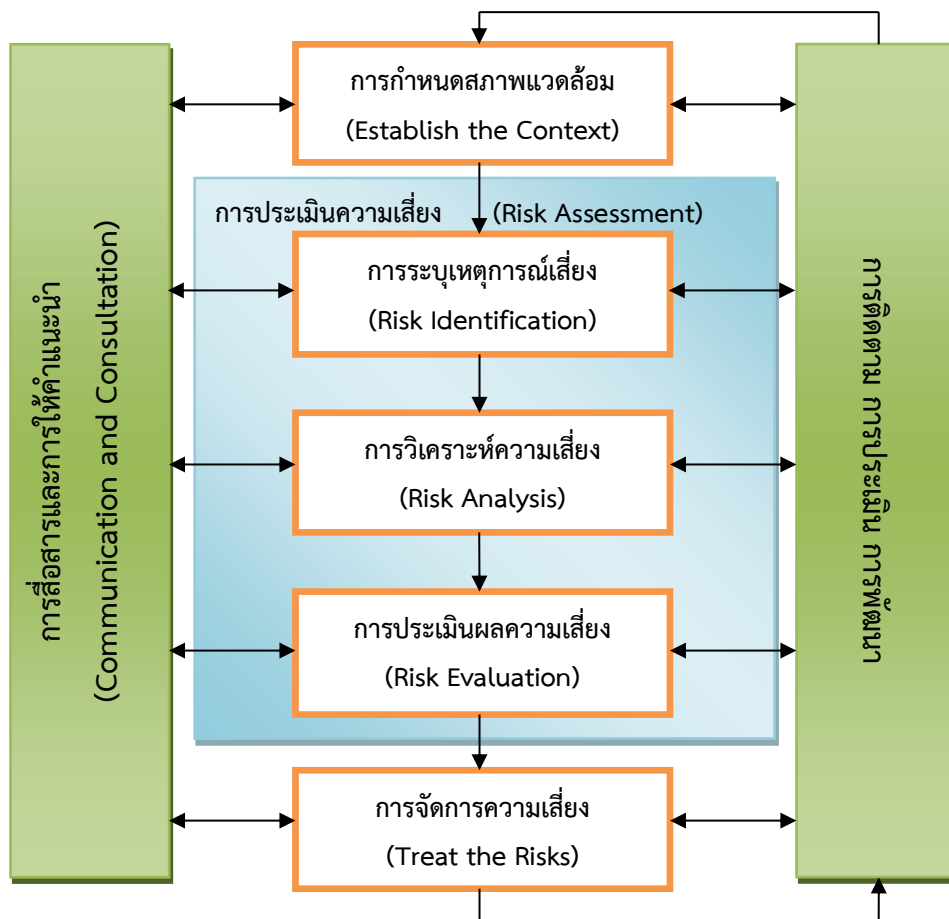 การสื่อสารและการให้คำแนะนำ
(Communication and Consultation)
การกำหนดสภาพแวดล้อม
(Establish the Context)
การประเมินความเสี่ยง (Risk Assessment)
การระบุเหตุการณ์เสี่ยง
(Risk Identification)
การวิเคราะห์ความเสี่ยง
(Risk Analysis)
การประเมินผลความเสี่ยง
(Risk Evaluation)
การจัดการความเสี่ยง
(Treat the Risks)
การติดตาม การประเมิน การพัฒนา